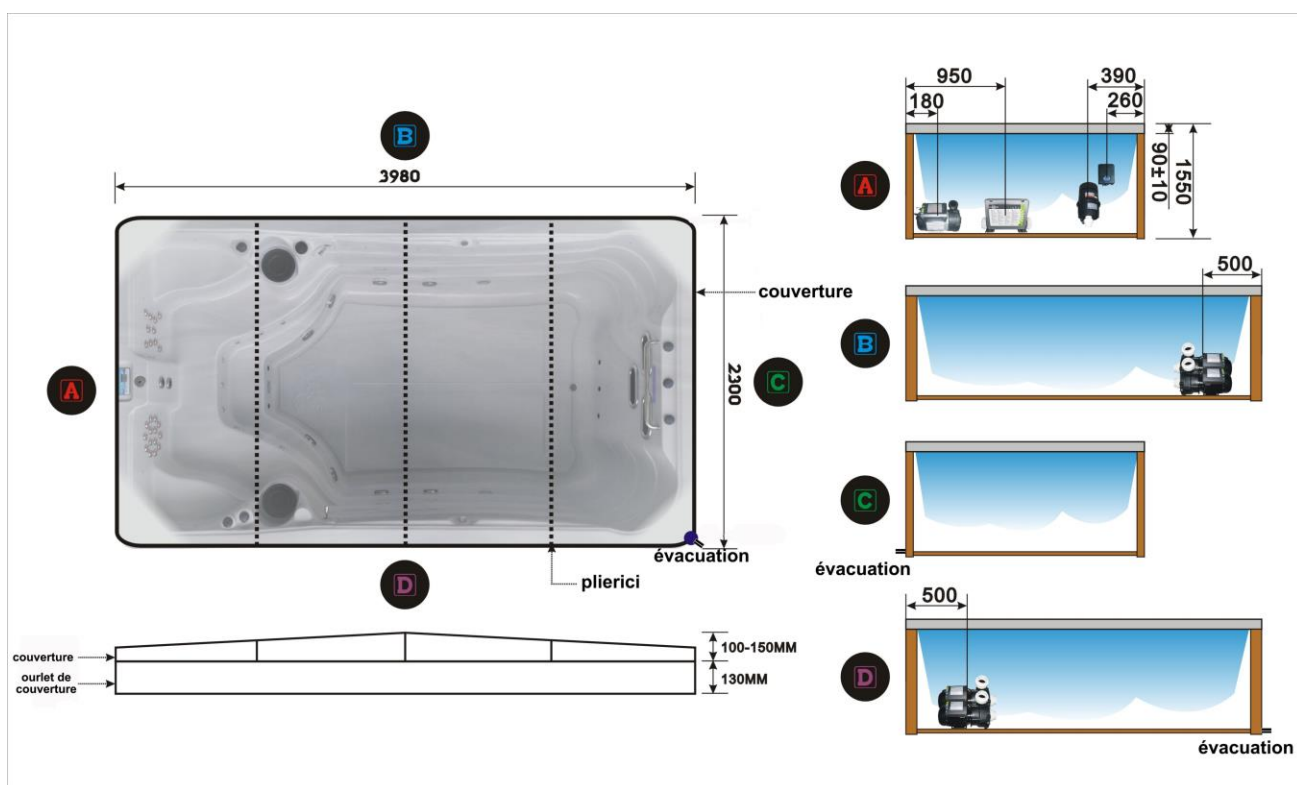 B
3980
A
C
2300
couverture
évacuation
plierici
D
couverture
ourlet de
couverture
100-150MM
130MM
950
390
180
260
A
90±10
1550
500
B
C
évacuation
500
D
évacuation